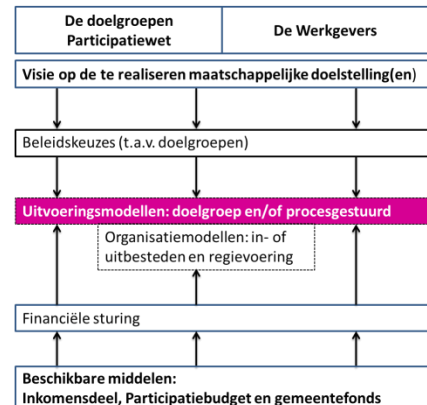 De doelgroepen
Participatiewet
De Werkgevers
Visie op de te realiseren maatschappelijke doelstelling(en)
Beleidskeuzes (t.a.v. doelgroepen)
Uitvoeringsmodellen: doelgroep en/of procesgestuurd
Organisatiemodellen: in- of
uitbesteden en regievoering
Financiële sturing
Beschikbare middelen:
Inkomensdeel, Participatiebudget en gemeentefonds